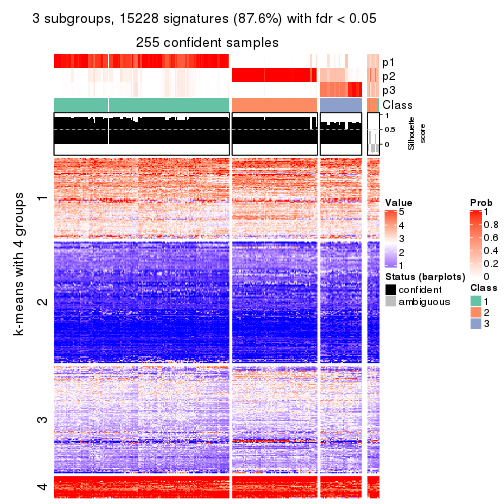 3 subgroups, 15228 signatures (87.6%) with fdr < 0.05
255 confident samples
p1
p2
p3
Class
1
0.5
0
Silhouette
score
k-means with 4 groups
1
2
3
4
Value
5
4
3
2
1
Status (barplots)
confident
ambiguous
Prob
1
0.8
0.6
0.4
0.2
0
Class
1
2
3